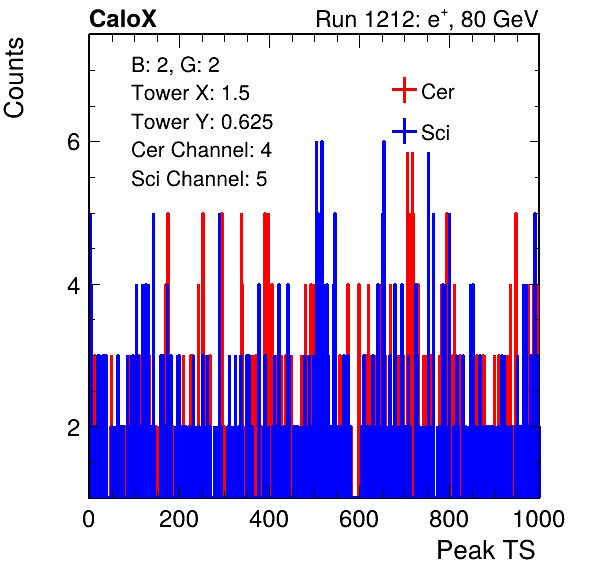 CaloX Run 1212: e⁺, 80 GeV
Counts
B: 2, G: 2
Tower X: 1.5
Tower Y: 0.625
Cer Channel: 4
Sci Channel: 5
Cer
Sci
6
4
2
0 200 400 600 800 1000
Peak TS